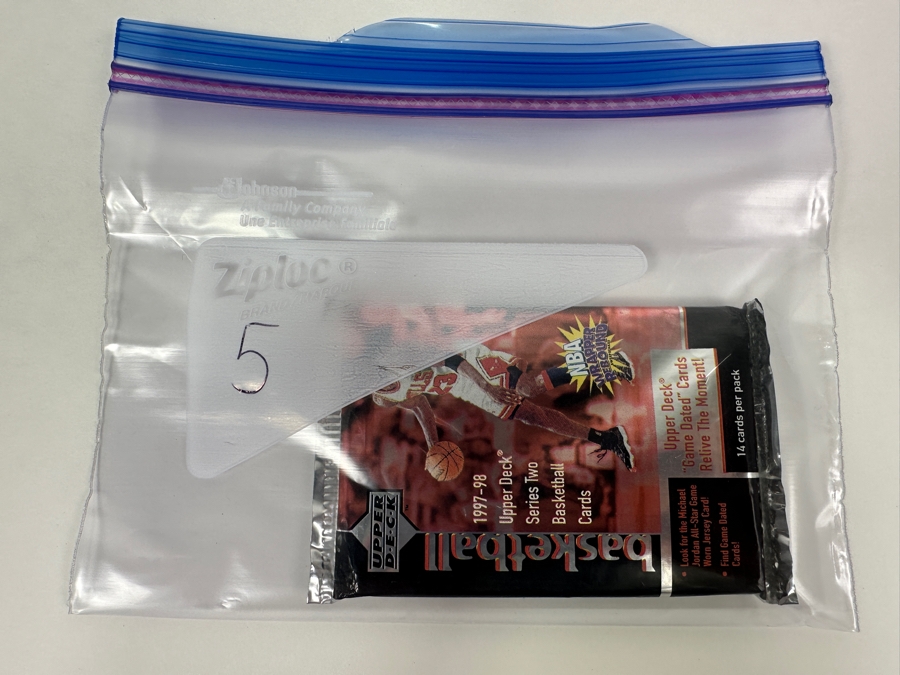 Johnson
A Family Company
Une Entreprise Familiale
Ziploc®
5
NBA
WRAPPER
REBOUND
1997-98
Upper Deck®
Series Two
Basketball
Cards
UPPER
DECK
basketball
Upper Deck®
"Game Dated" Cards
Relive The Moment!
14 cards per pack
• Look for the Michael
Jordan All-Star Game
Worn Jersey Card!
• Find Game Dated
Cards!